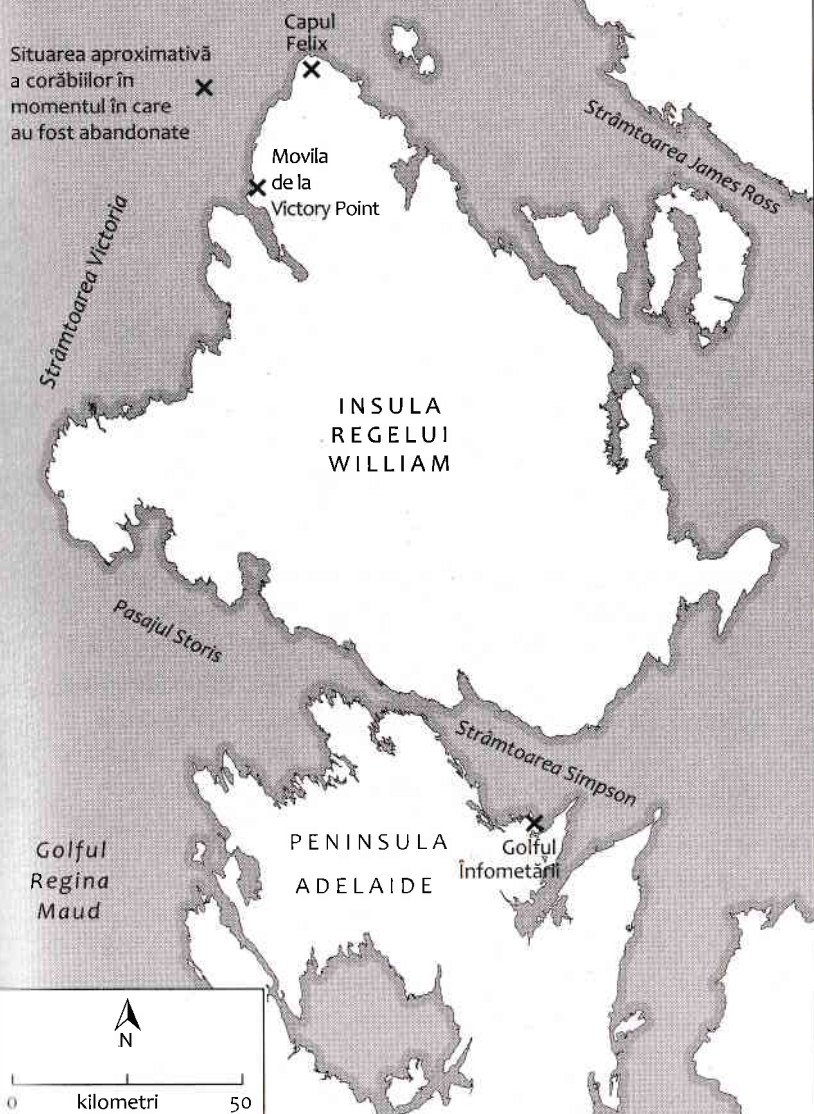 Situarea aproximativă
a corăbiilor în
momentul în care
au fost abandonate
Capul
Felix
Movila
de la
Victory Point
Strâmtoarea James Ross
Strâmtoarea Victoria
INSULA
REGELUI
WILLIAM
Pasajul Storis
Strâmtoarea Simpson
PENINSULA
ADELAIDE
Golful
Înfometării
Golful
Regina
Maud
N
0 kilometri 50